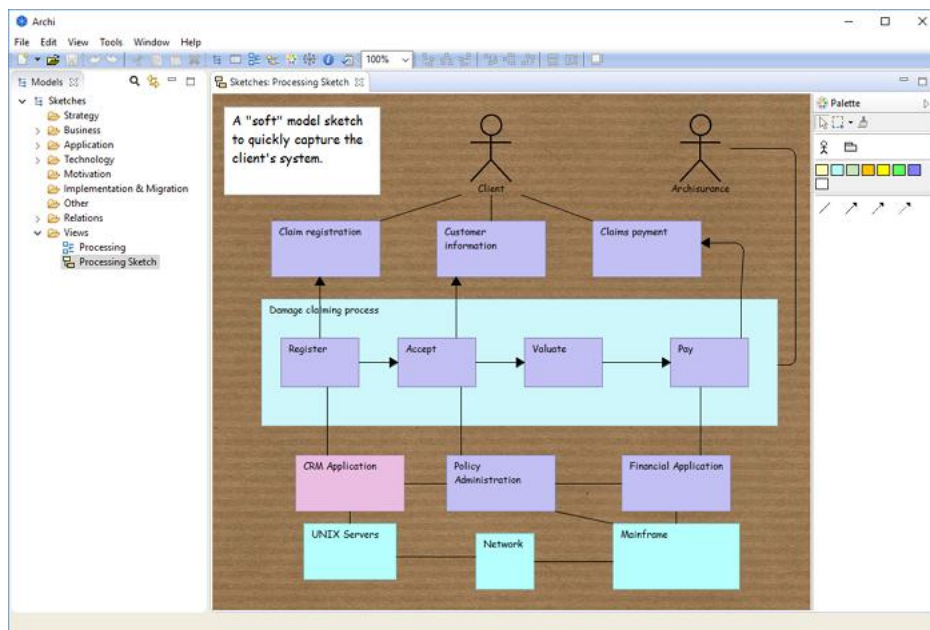 Archi
File Edit View Tools Window Help
100%
Models
Sketches: Processing Sketch
Palette
Sketches
Strategy
Business
Application
Technology
Motivation
Implementation & Migration
Other
Relations
Views
Processing
Processing Sketch
A "soft" model sketch
to quickly capture the
client's system.
Client
Archisurance
Claim registration
Customer
information
Claims payment
Damage claiming process
Register
Accept
Valuate
Pay
CRM Application
Policy
Administration
Financial Application
UNIX Servers
Network
Mainframe